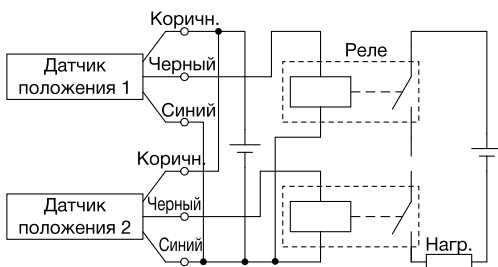 Коричн.
Датчик
положения 1
Черный
Синий
Реле
Коричн.
Датчик
положения 2
Черный
Синий
Нагр.